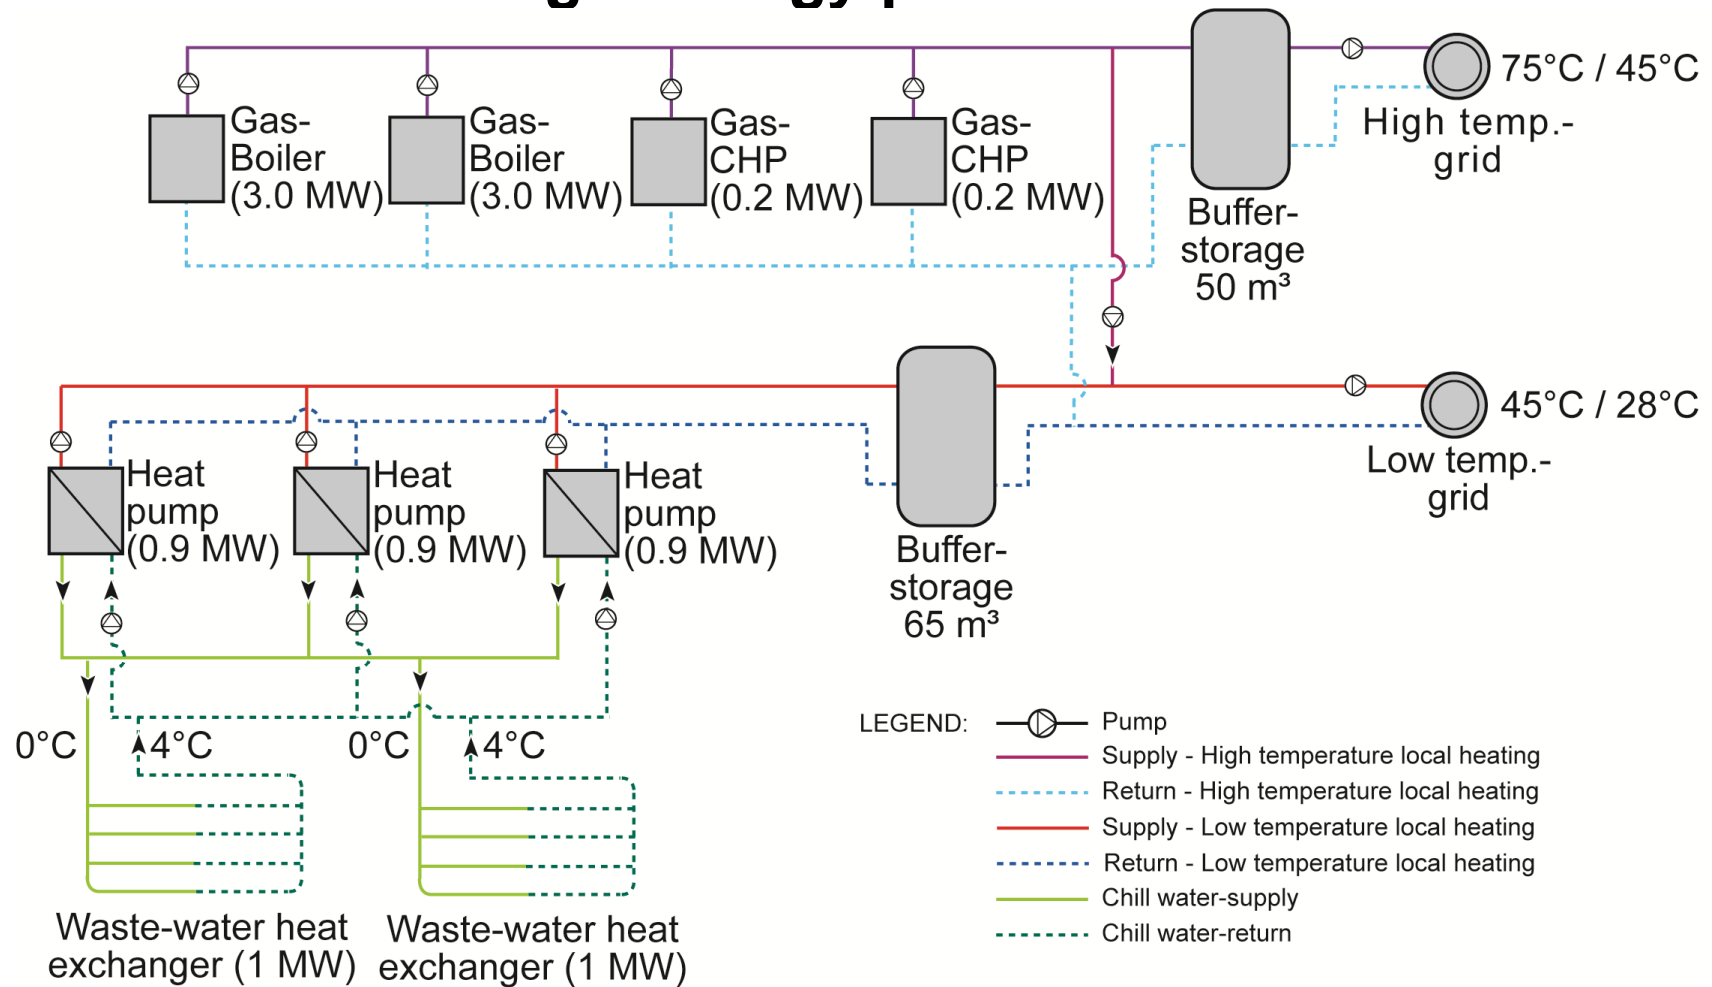 Gas-
Boiler
(3.0 MW)
Gas-
Boiler
(3.0 MW)
Gas-
CHP
(0.2 MW)
Gas-
CHP
(0.2 MW)
Buffer-
storage
50 m³
75°C / 45°C
High temp.-
grid
Heat
pump
(0.9 MW)
Heat
pump
(0.9 MW)
Heat
pump
(0.9 MW)
Buffer-
storage
65 m³
45°C / 28°C
Low temp.-
grid
0°C
4°C
0°C
4°C
Waste-water heat
exchanger (1 MW)
Waste-water heat
exchanger (1 MW)
LEGEND:
Pump
Supply - High temperature local heating
Return - High temperature local heating
Supply - Low temperature local heating
Return - Low temperature local heating
Chill water-supply
Chill water-return